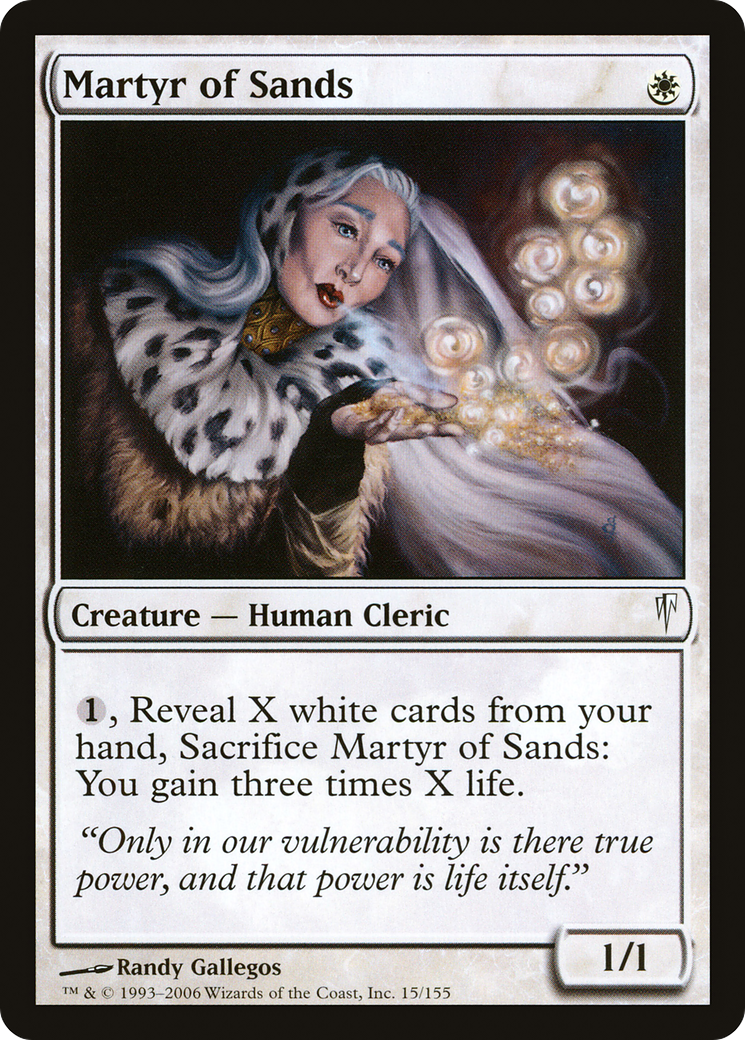 Martyr of Sands
Creature — Human Cleric
1, Reveal X white cards from your
hand, Sacrifice Martyr of Sands:
You gain three times X life.
“Only in our vulnerability is there true
power, and that power is life itself.”
1/1
Randy Gallegos
™ & © 1993–2006 Wizards of the Coast, Inc. 15/155